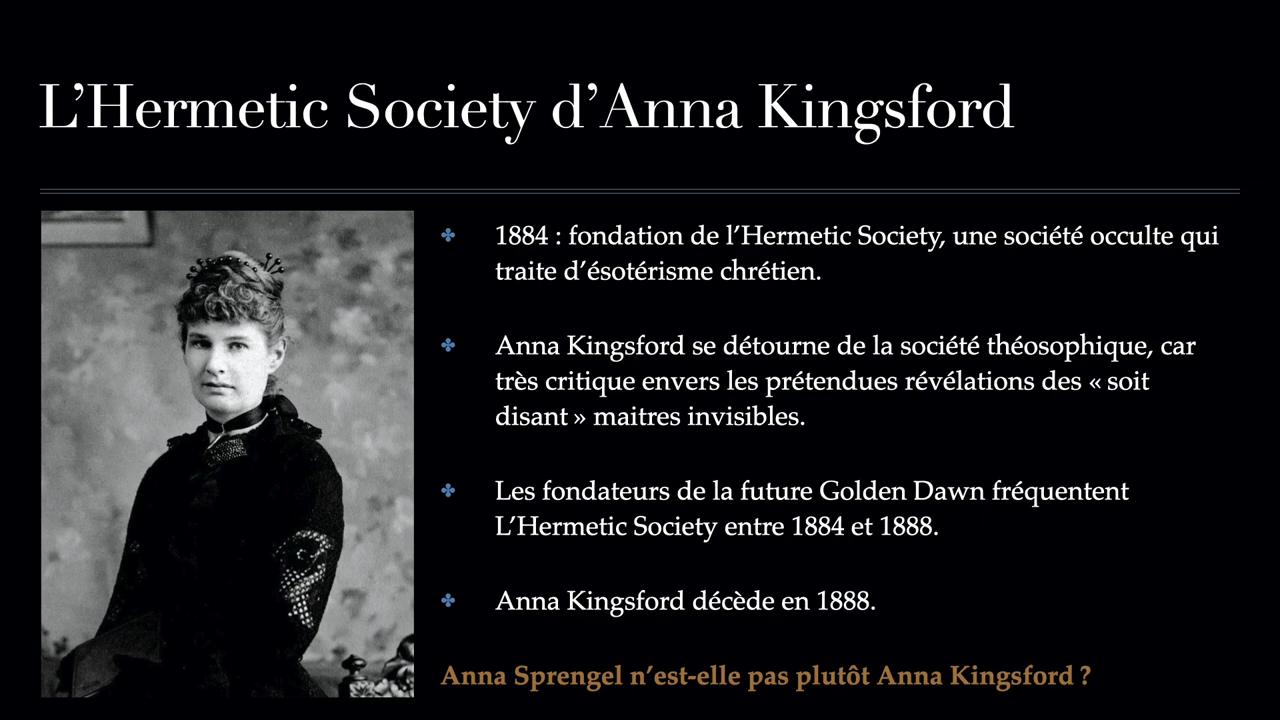 L’Hermetic Society d’Anna Kingsford
1884 : fondation de l’Hermetic Society, une société occulte qui
traite d’ésotérisme chrétien.
Anna Kingsford se détourne de la société théosophique, car
très critique envers les prétendues révélations des « soit
disant » maitres invisibles.
Les fondateurs de la future Golden Dawn fréquentent
L’Hermetic Society entre 1884 et 1888.
Anna Kingsford décède en 1888.
Anna Sprengel n’est-elle pas plutôt Anna Kingsford ?